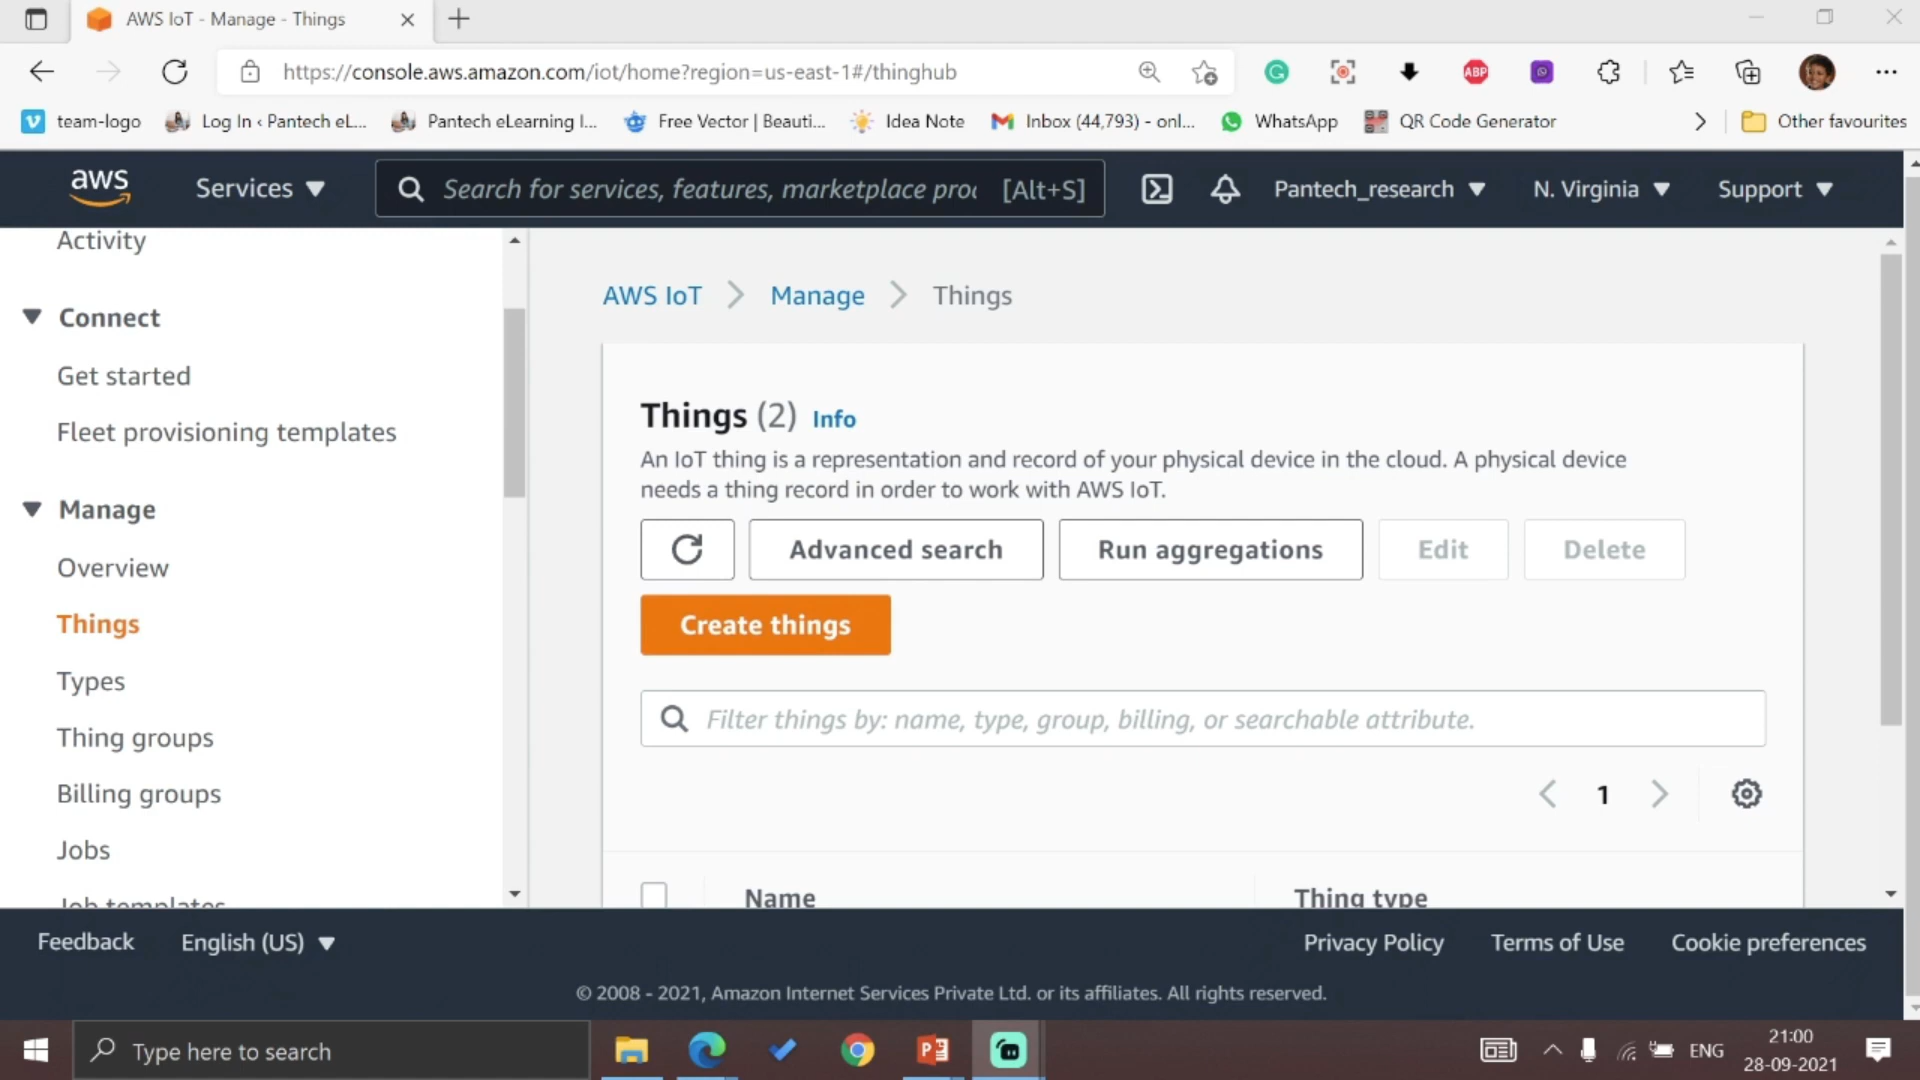 AWS IoT - Manage - Things
https://console.aws.amazon.com/iot/home?region=us-east-1#/thinghub
ABP
team-logo
Log In ‹ Pantech eL...
Pantech eLearning I...
Free Vector | Beauti...
Idea Note
Inbox (44,793) - onl...
WhatsApp
QR Code Generator
Other favourites
aws
Services
Search for services, features, marketplace proc
[Alt+S]
Pantech_research
N. Virginia
Support
Activity
Connect
Get started
Fleet provisioning templates
Manage
Overview
Things
Types
Thing groups
Billing groups
Jobs
Job templates
AWS IoT
Manage
Things
Things (2) Info
An IoT thing is a representation and record of your physical device in the cloud. A physical device
needs a thing record in order to work with AWS IoT.
Advanced search
Run aggregations
Edit
Delete
Create things
Filter things by: name, type, group, billing, or searchable attribute.
1
Name
Thing type
Feedback
English (US)
Privacy Policy
Terms of Use
Cookie preferences
© 2008 - 2021, Amazon Internet Services Private Ltd. or its affiliates. All rights reserved.
Type here to search
ENG
21:00
28-09-2021